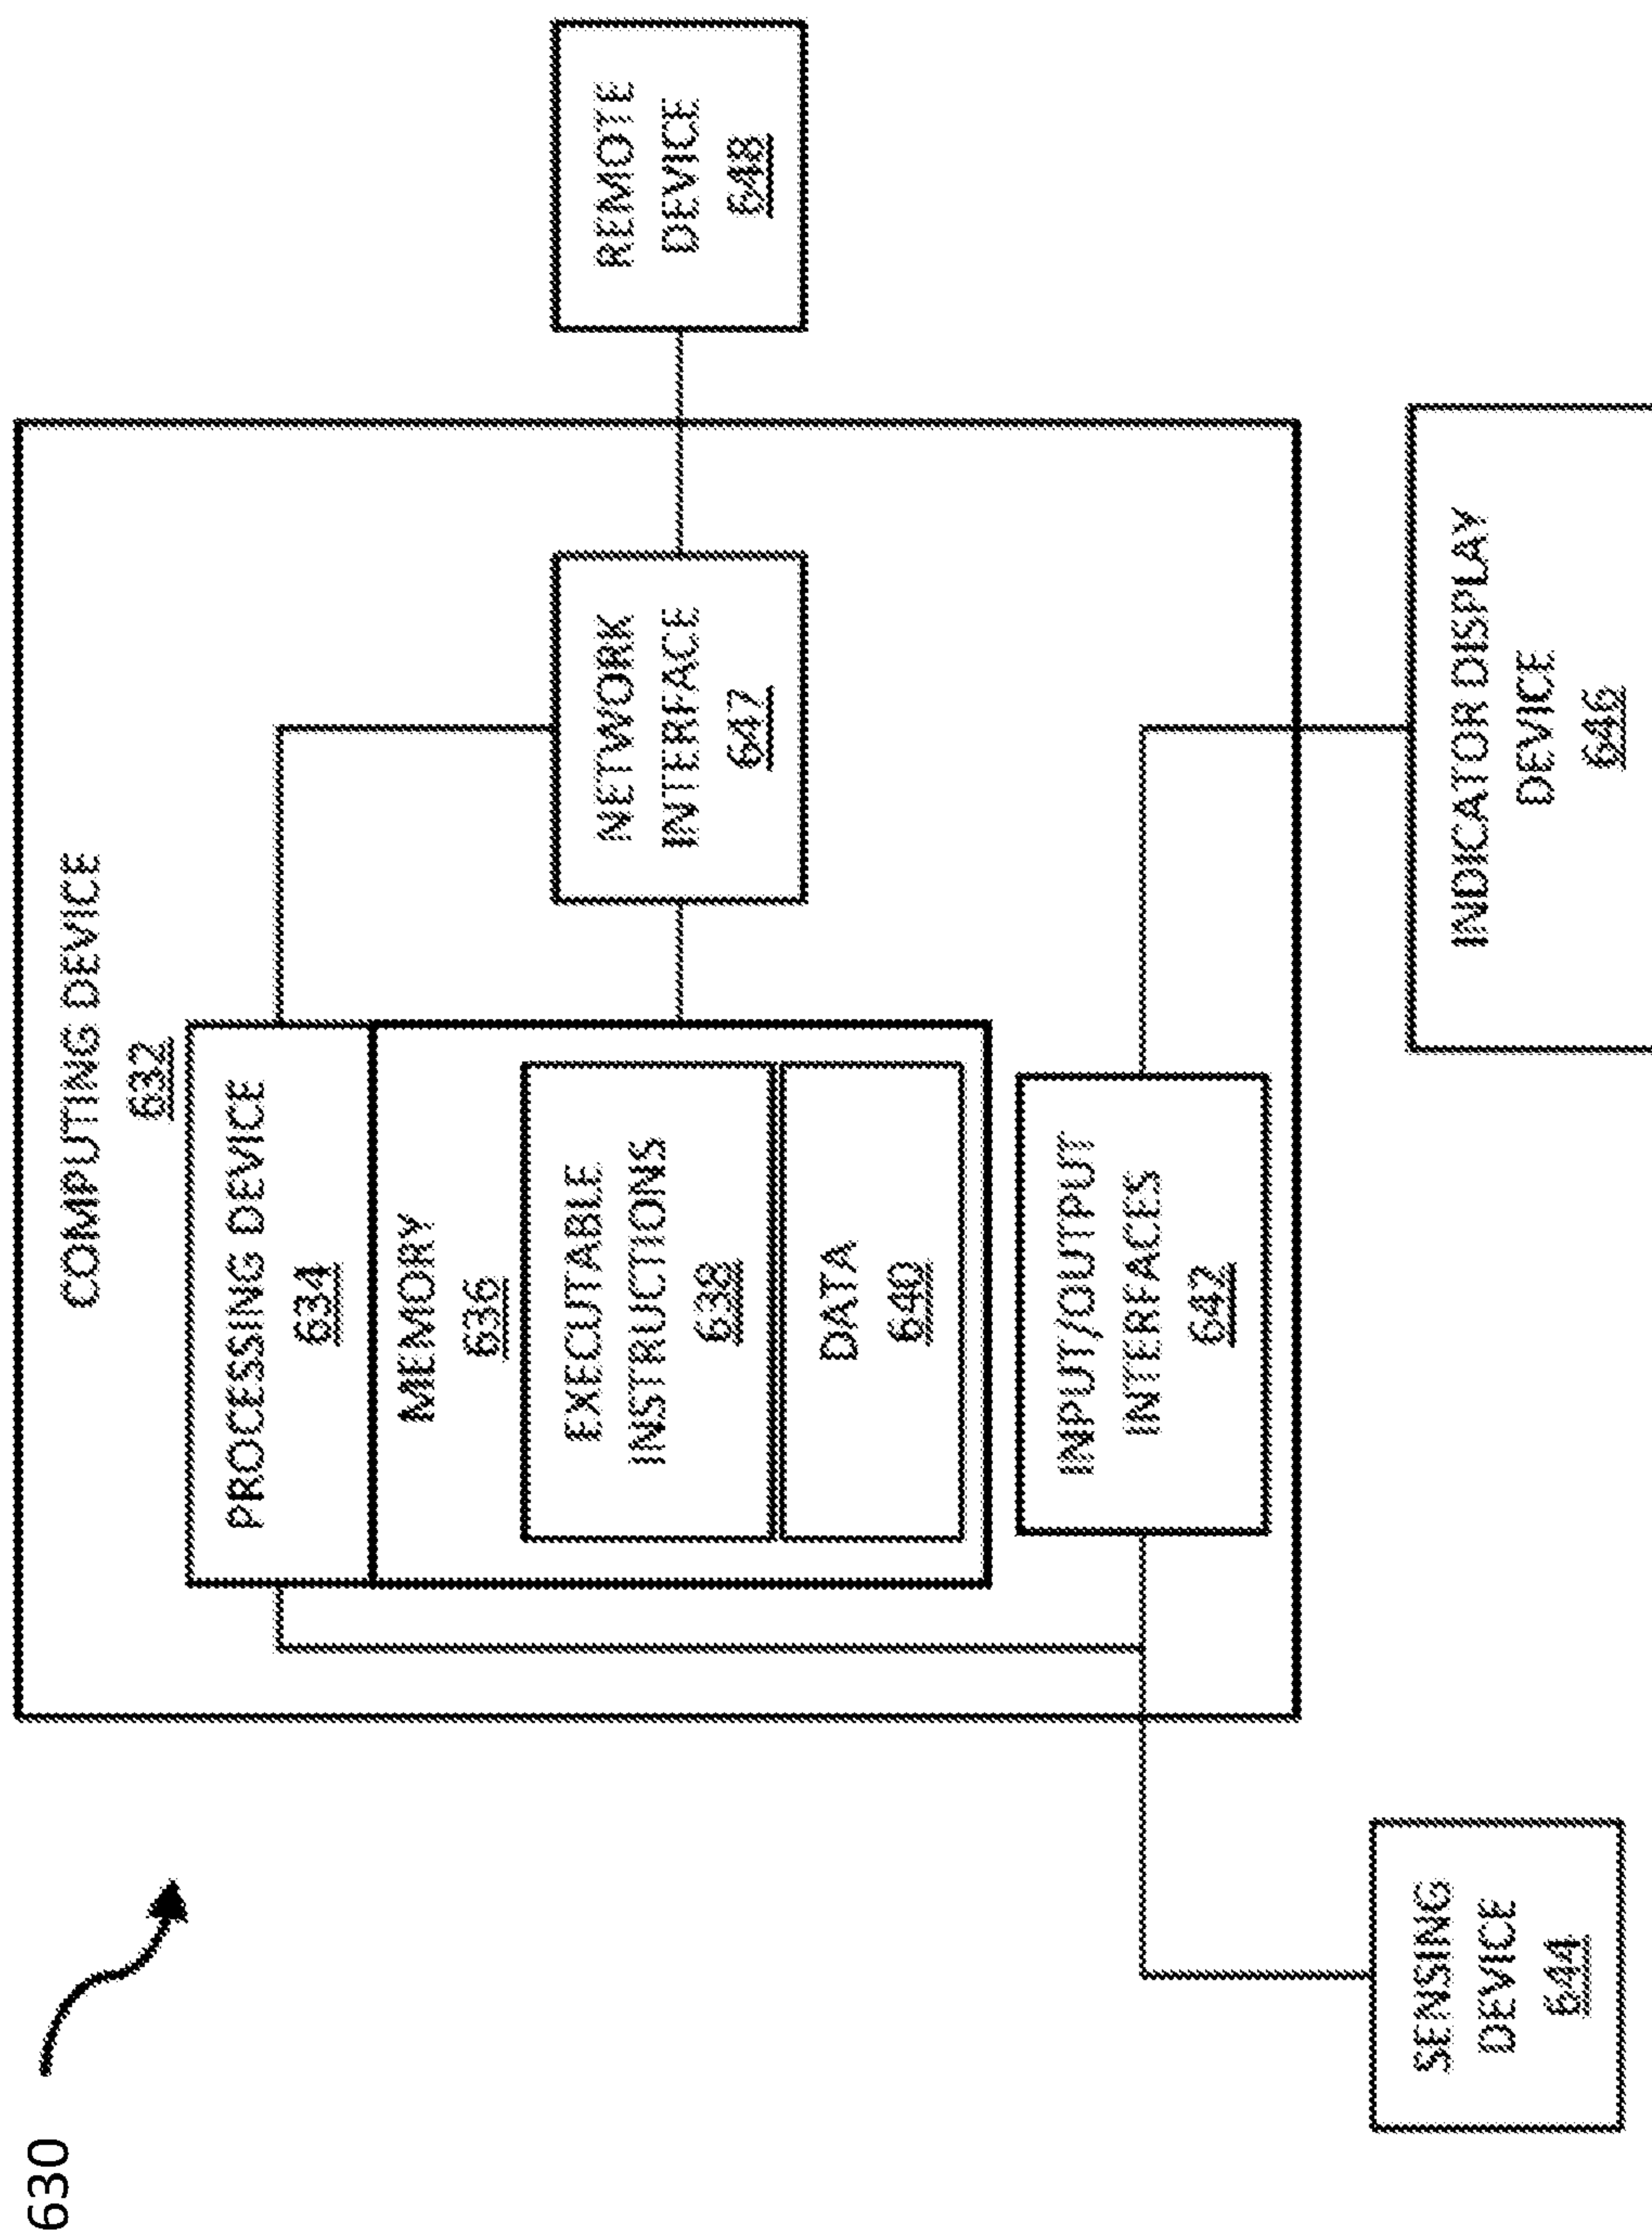 630
COMPUTING DEVICE
632
PROCESSING DEVICE
634
MEMORY
636
EXECUTABLE
INSTRUCTIONS
638
DATA
640
INPUT/OUTPUT
INTERFACES
642
NETWORK
INTERFACE
647
REMOTE
DEVICE
648
SENSING
DEVICE
644
INDICATOR DISPLAY
DEVICE
646